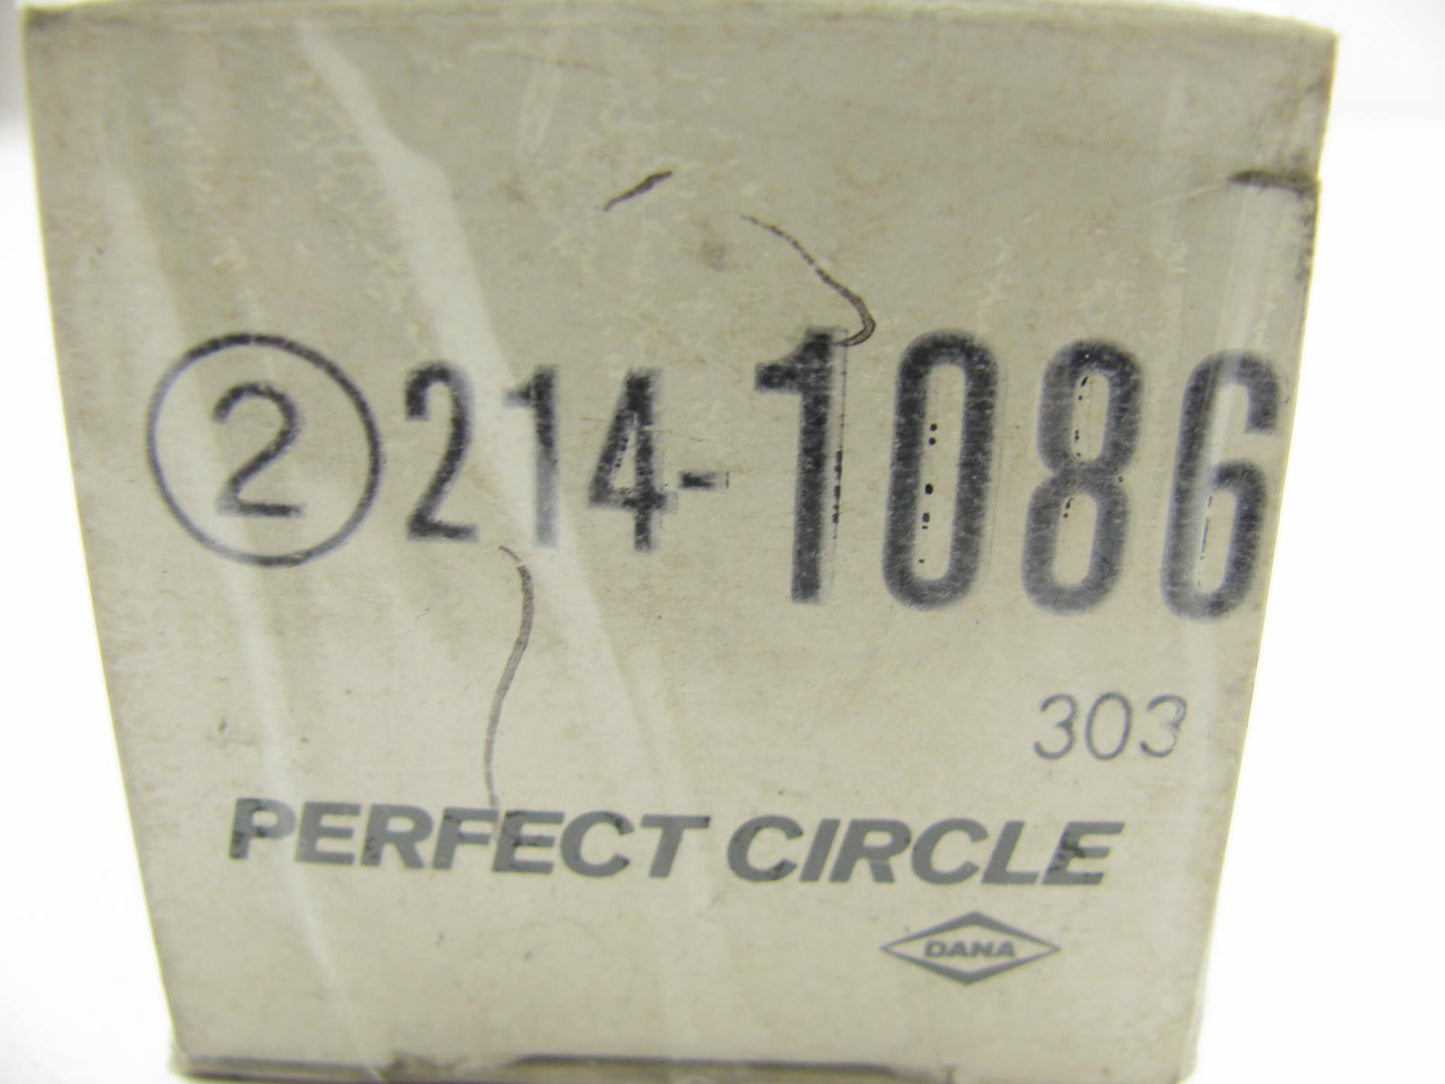 2 214-1086
303
PERFECT CIRCLE
DANA